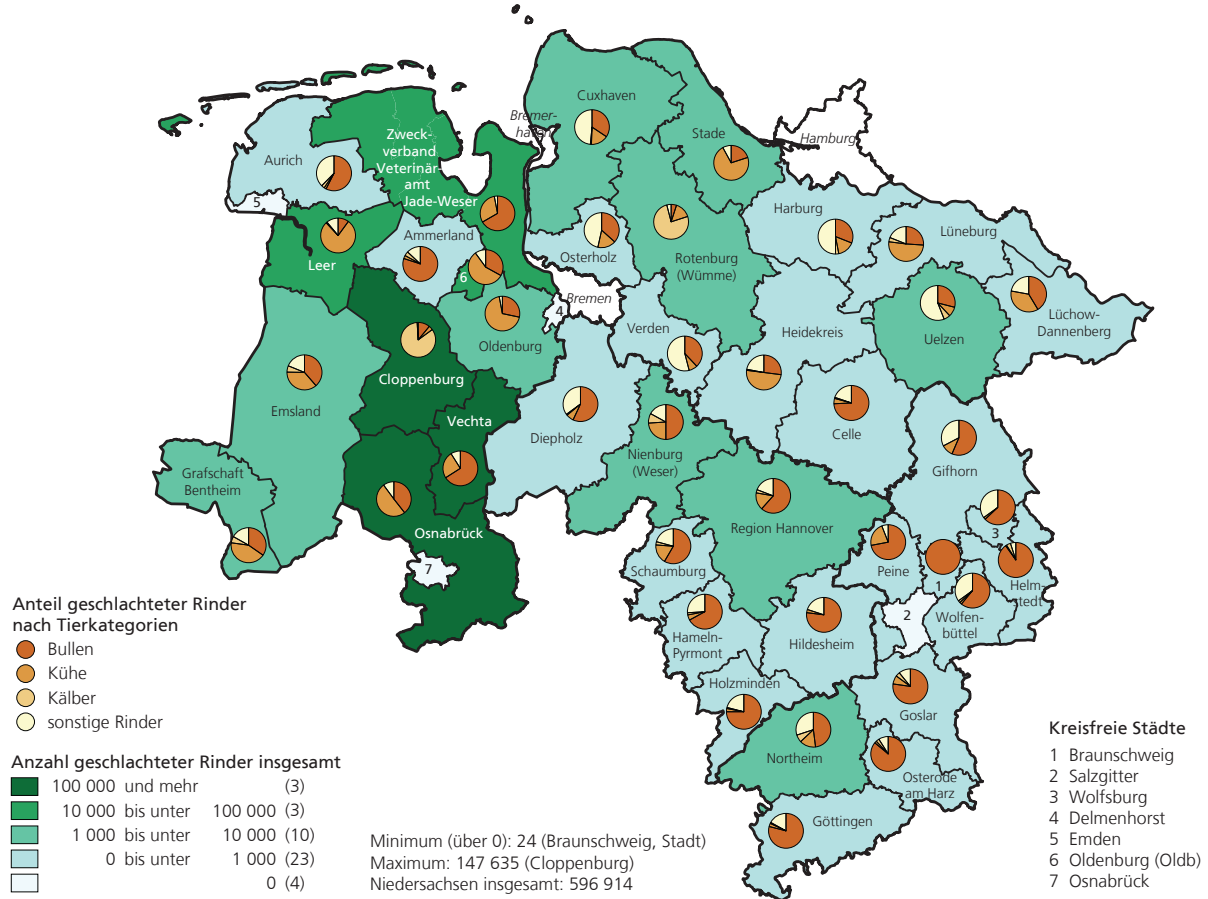 Cuxhaven
Bremer-
haven
Stade
Hamburg
Zweck-
verband
Veterinär-
amt
Jade-Weser
Aurich
5
Harburg
Lüneburg
Ammerland
Leer
Osterholz
Rotenburg
(Wümme)
6
Bremen
4
Lüchow-
Dannenberg
Oldenburg
Verden
Heidekreis
Uelzen
Cloppenburg
Emsland
Vechta
Diepholz
Celle
Nienburg
(Weser)
Gifhorn
Grafschaft
Bentheim
Osnabrück
Region Hannover
3
7
Schaumburg
Peine
1
Helm-
stedt
2
Wolfen-
büttel
Hameln-
Pyrmont
Hildesheim
Holzminden
Goslar
Northeim
Osterode
am Harz
Göttingen
Anteil geschlachteter Rinder
nach Tierkategorien
Bullen
Kühe
Kälber
sonstige Rinder
Anzahl geschlachteter Rinder insgesamt
100 000 und mehr (3)
10 000 bis unter 100 000 (3)
1 000 bis unter 10 000 (10)
0 bis unter 1 000 (23)
0 (4)
Minimum (über 0): 24 (Braunschweig, Stadt)
Maximum: 147 635 (Cloppenburg)
Niedersachsen insgesamt: 596 914
Kreisfreie Städte
1 Braunschweig
2 Salzgitter
3 Wolfsburg
4 Delmenhorst
5 Emden
6 Oldenburg (Oldb)
7 Osnabrück